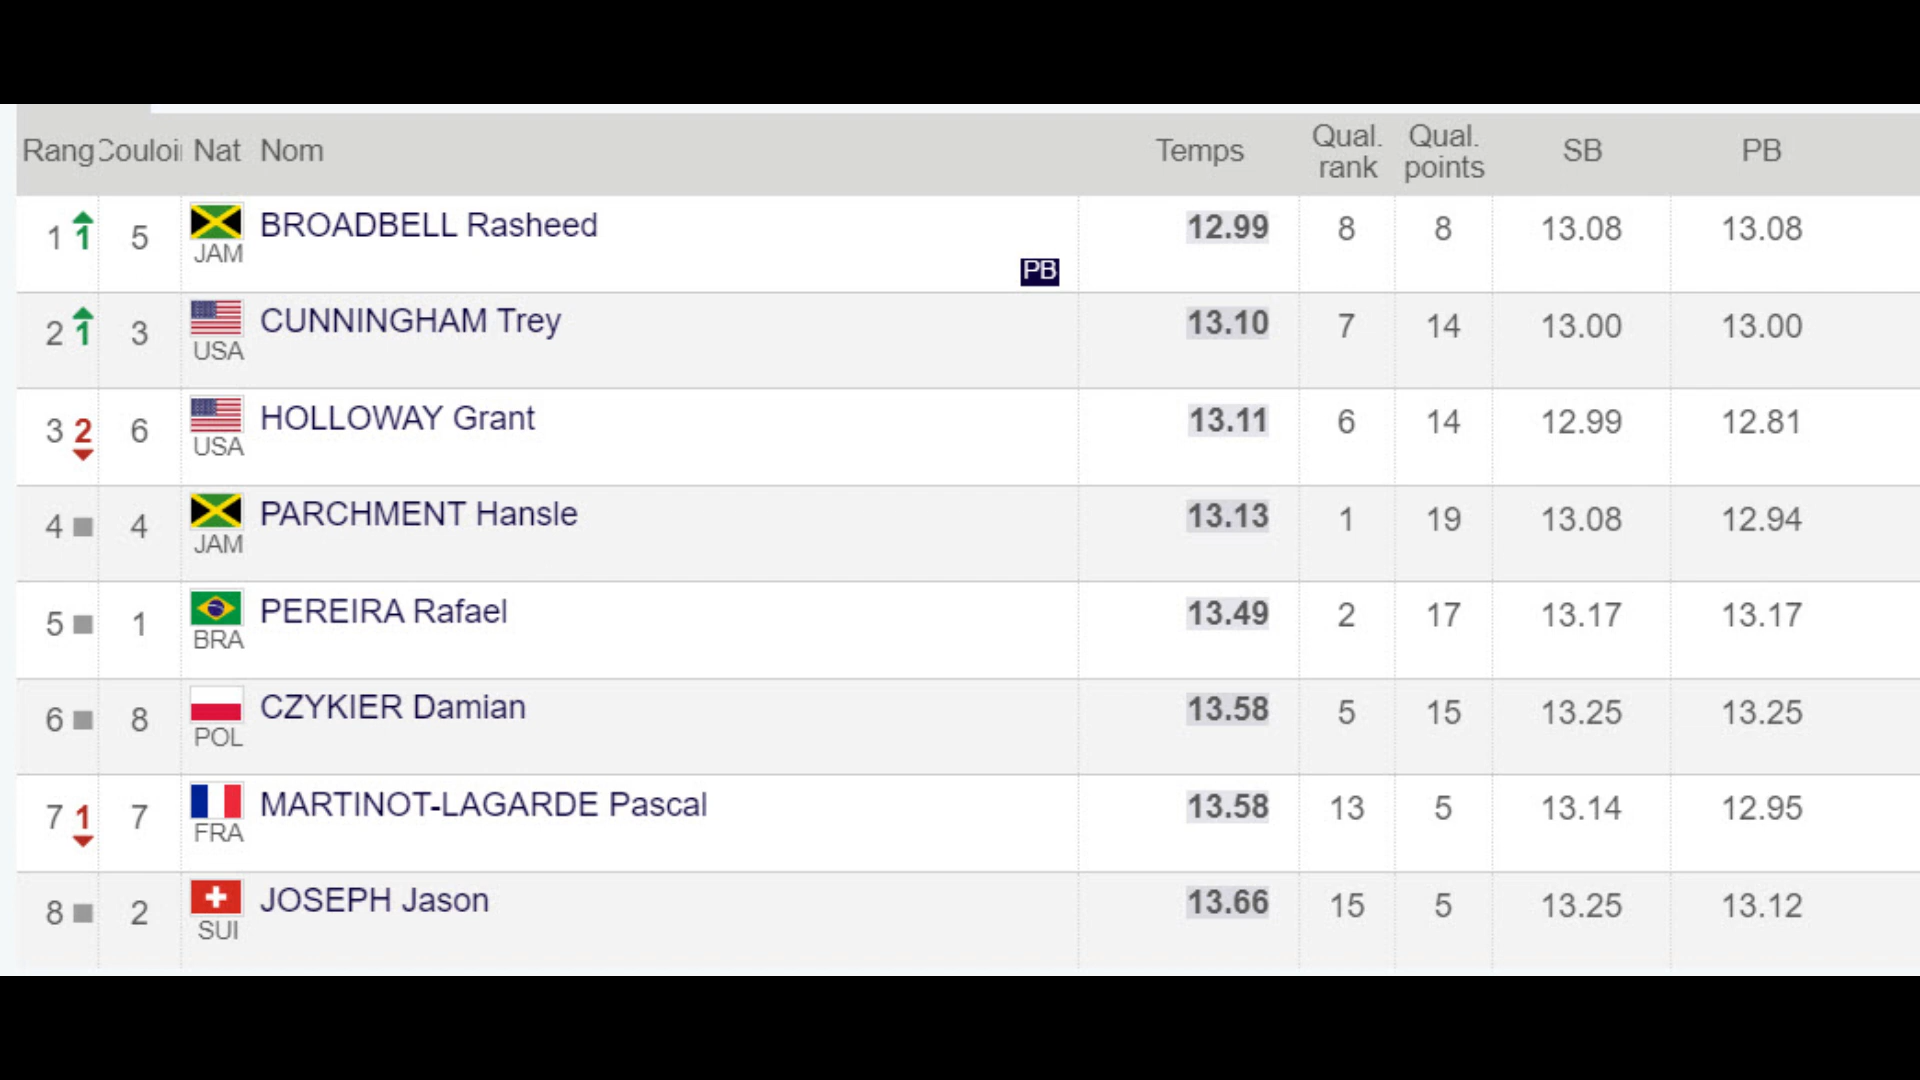 Rang Couloi Nat Nom Temps Qual. rank Qual. points SB PB
1 1 5 JAM BROADBELL Rasheed PB 12.99 8 8 13.08 13.08
2 1 3 USA CUNNINGHAM Trey 13.10 7 14 13.00 13.00
3 2 6 USA HOLLOWAY Grant 13.11 6 14 12.99 12.81
4 4 JAM PARCHMENT Hansle 13.13 1 19 13.08 12.94
5 1 BRA PEREIRA Rafael 13.49 2 17 13.17 13.17
6 8 POL CZYKIER Damian 13.58 5 15 13.25 13.25
7 1 7 FRA MARTINOT-LAGARDE Pascal 13.58 13 5 13.14 12.95
8 2 SUI JOSEPH Jason 13.66 15 5 13.25 13.12